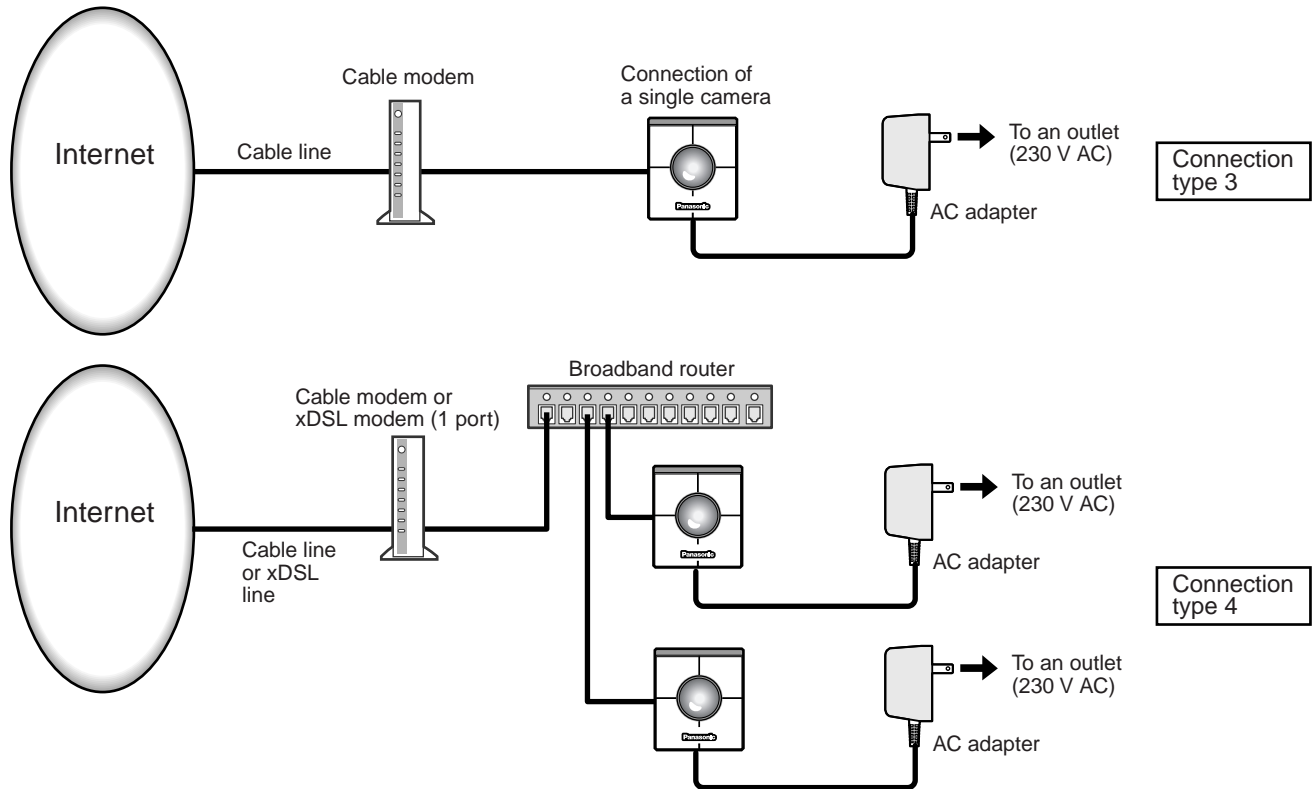 Cable modem
Connection of
a single camera
Internet
Cable line
To an outlet
(230 V AC)
Connection
type 3
Panasonic
AC adapter
Broadband router
Cable modem or
xDSL modem (1 port)
Internet
To an outlet
(230 V AC)
Cable line
or xDSL
line
Panasonic
AC adapter
Connection
type 4
To an outlet
(230 V AC)
Panasonic
AC adapter